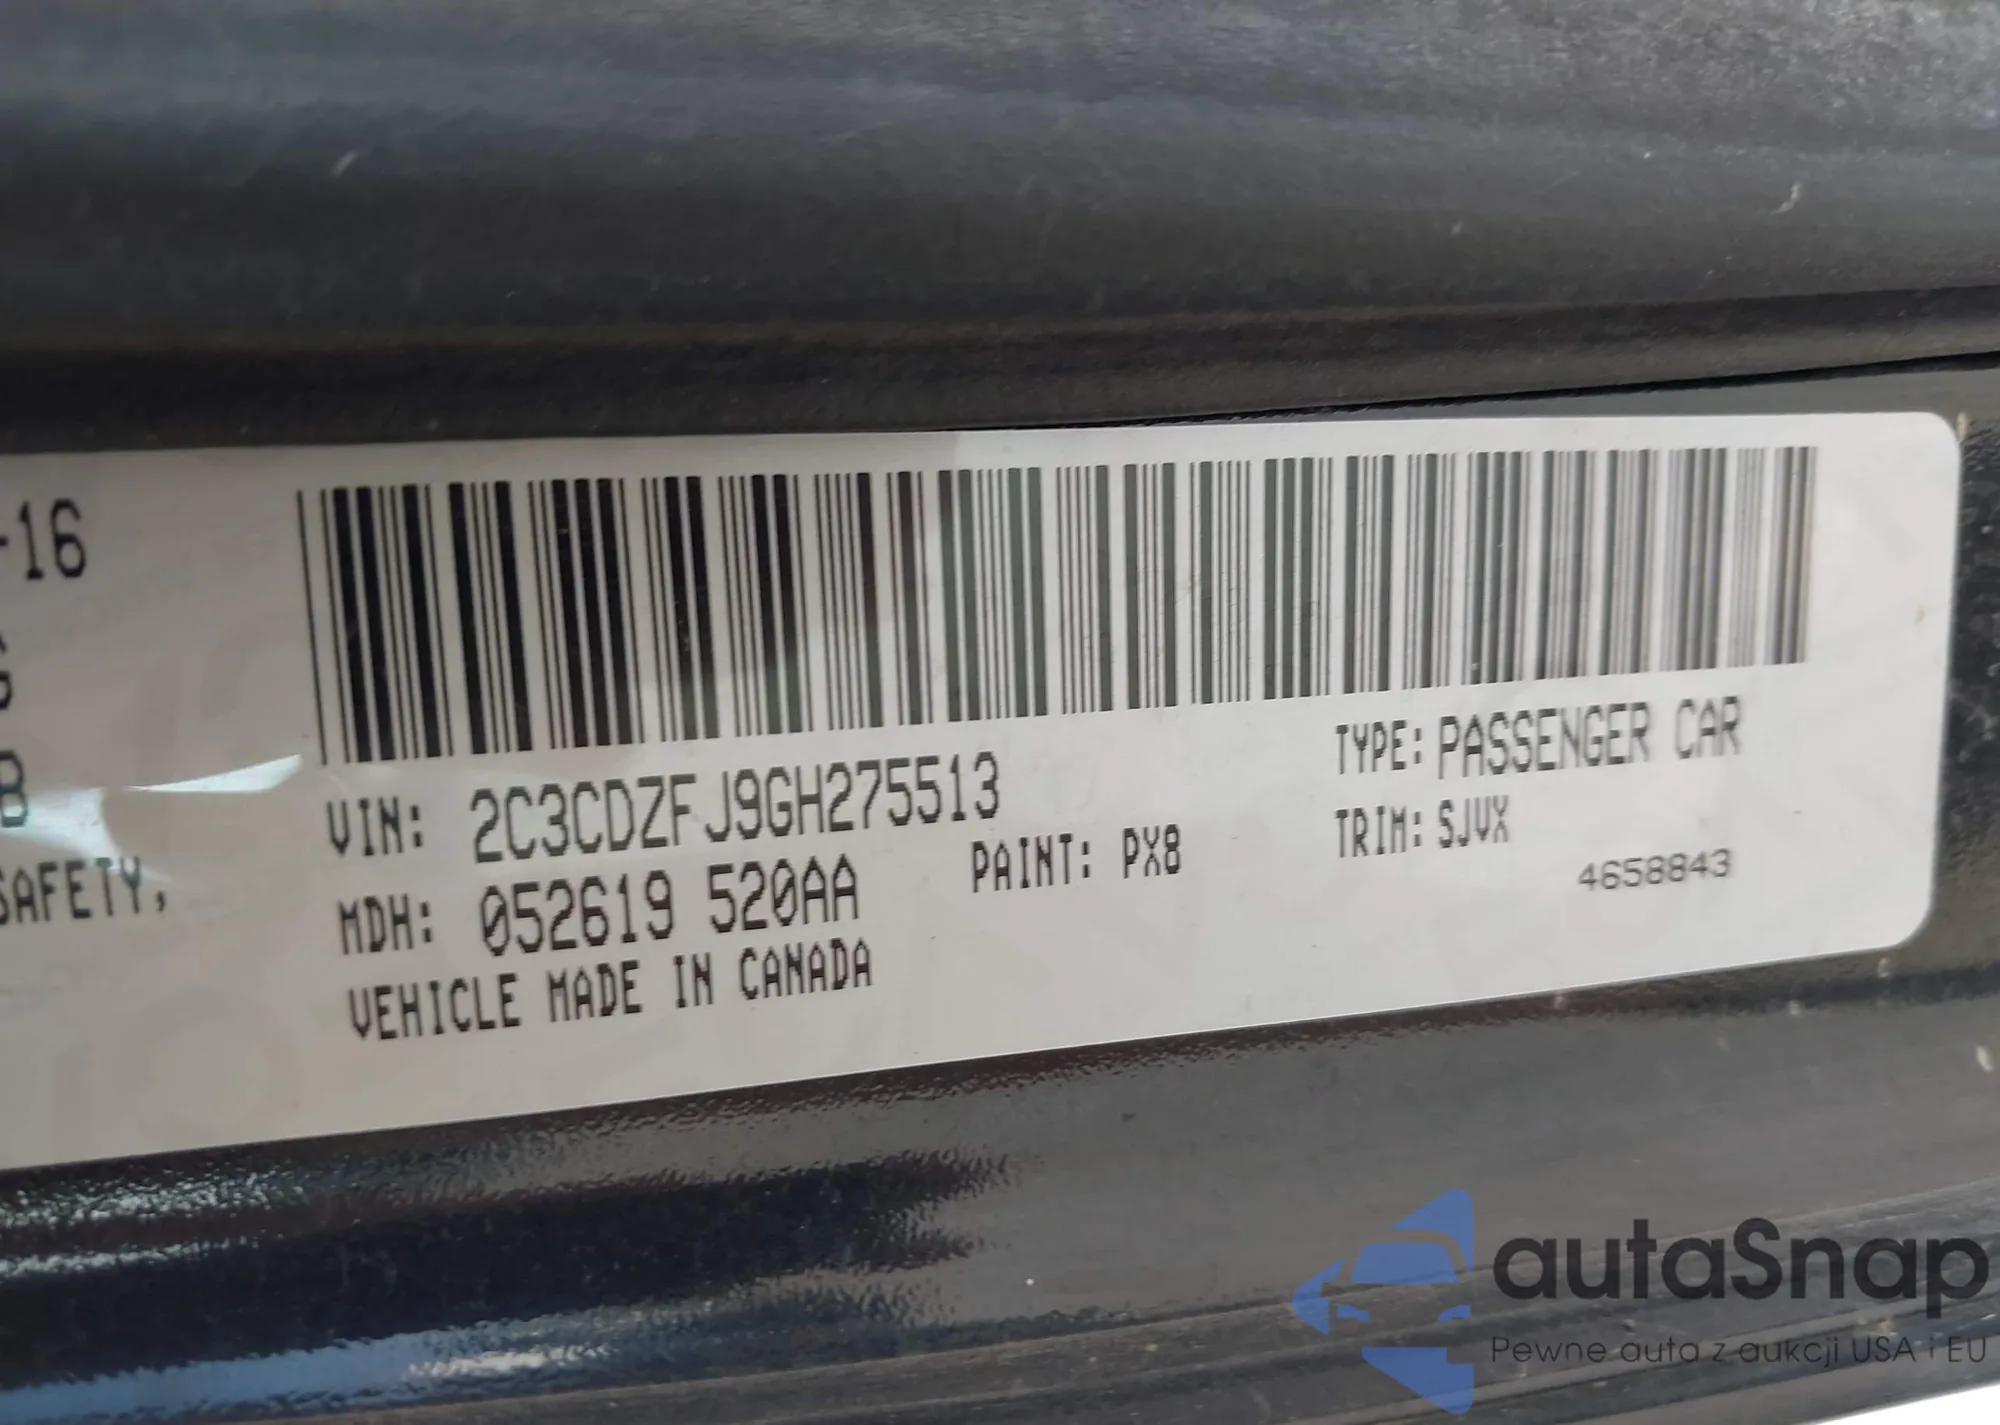 -16
G
B
SAFETY,
VIN: 2C3CDZFJ9GH275513
TYPE: PASSENGER CAR
MDH: 052619 520AA
PAINT: PX8
TRIM: SJVX
4658843
VEHICLE MADE IN CANADA
autaSnap
Pewne auta z aukcji USA i EU